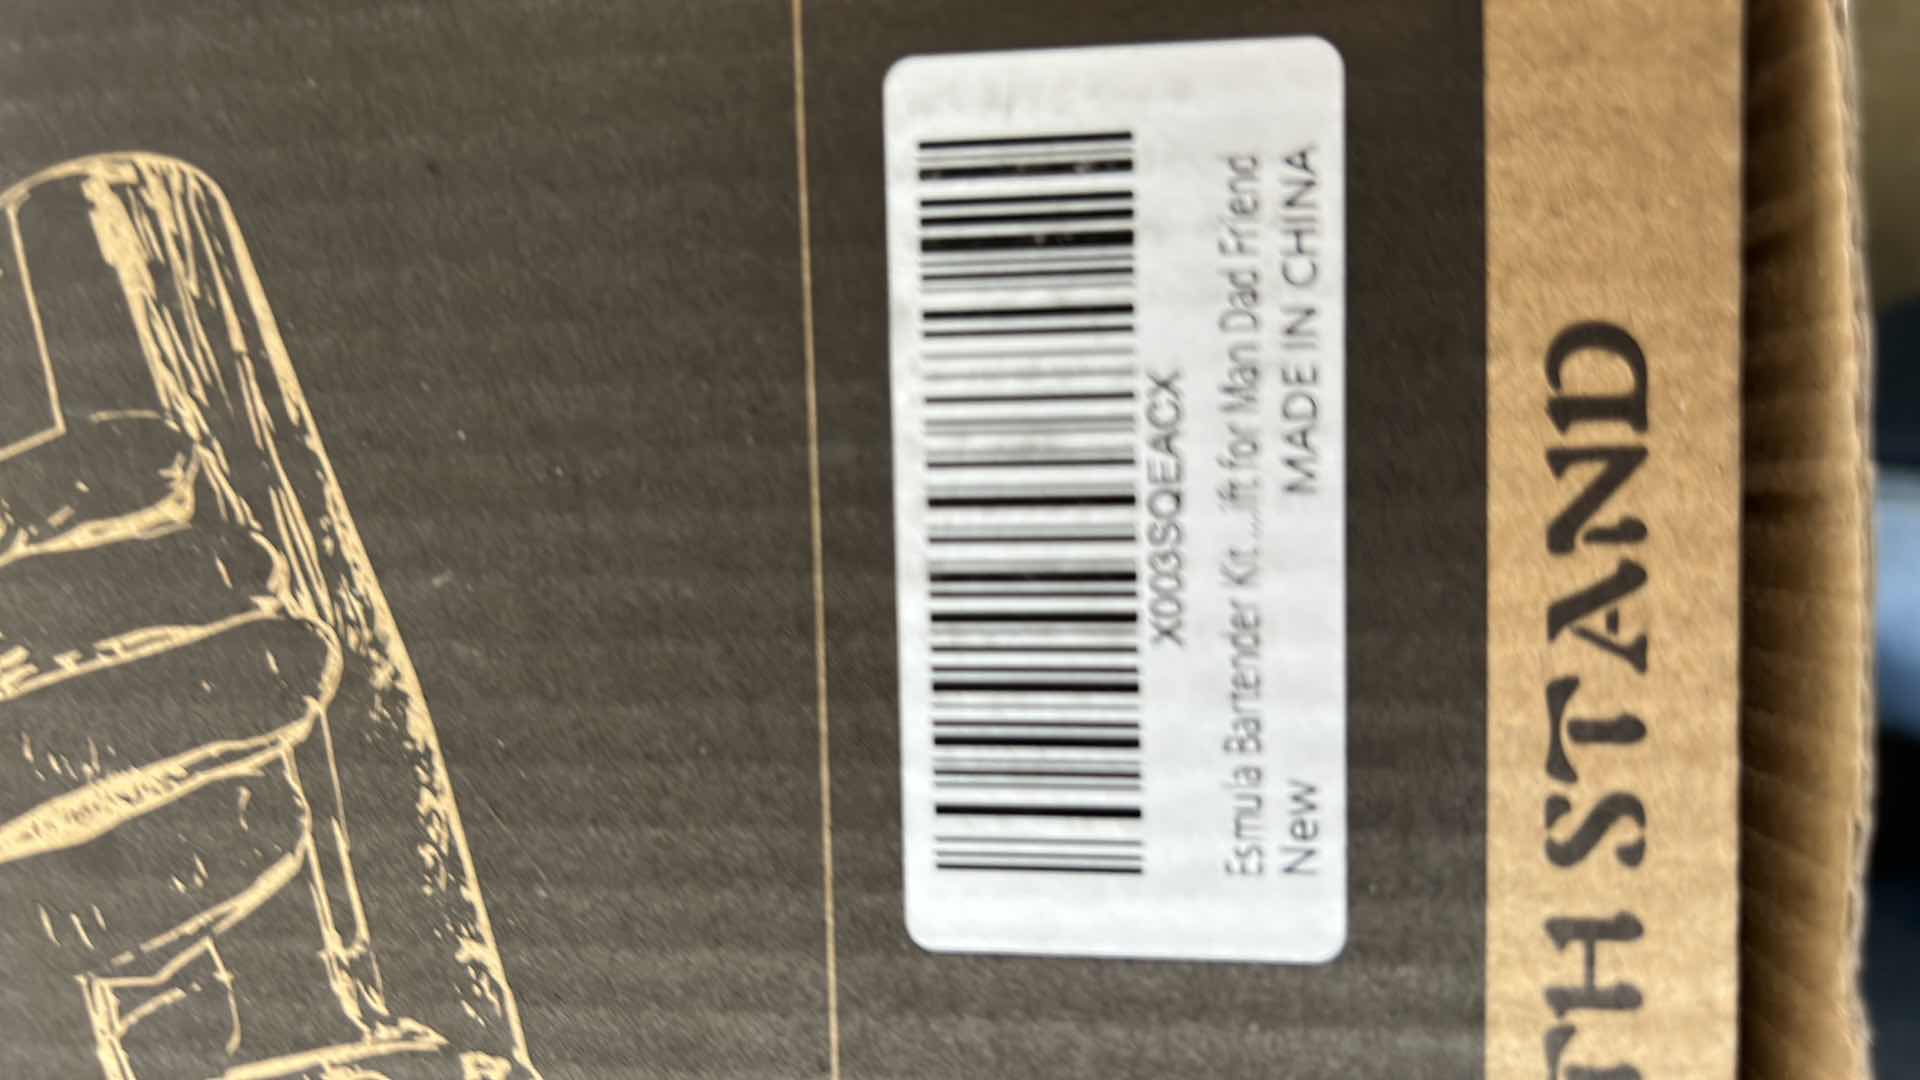 X003SQEACX
Esmula Bartender Kit....ift for Man Dad Friend
New
MADE IN CHINA
TH STAND